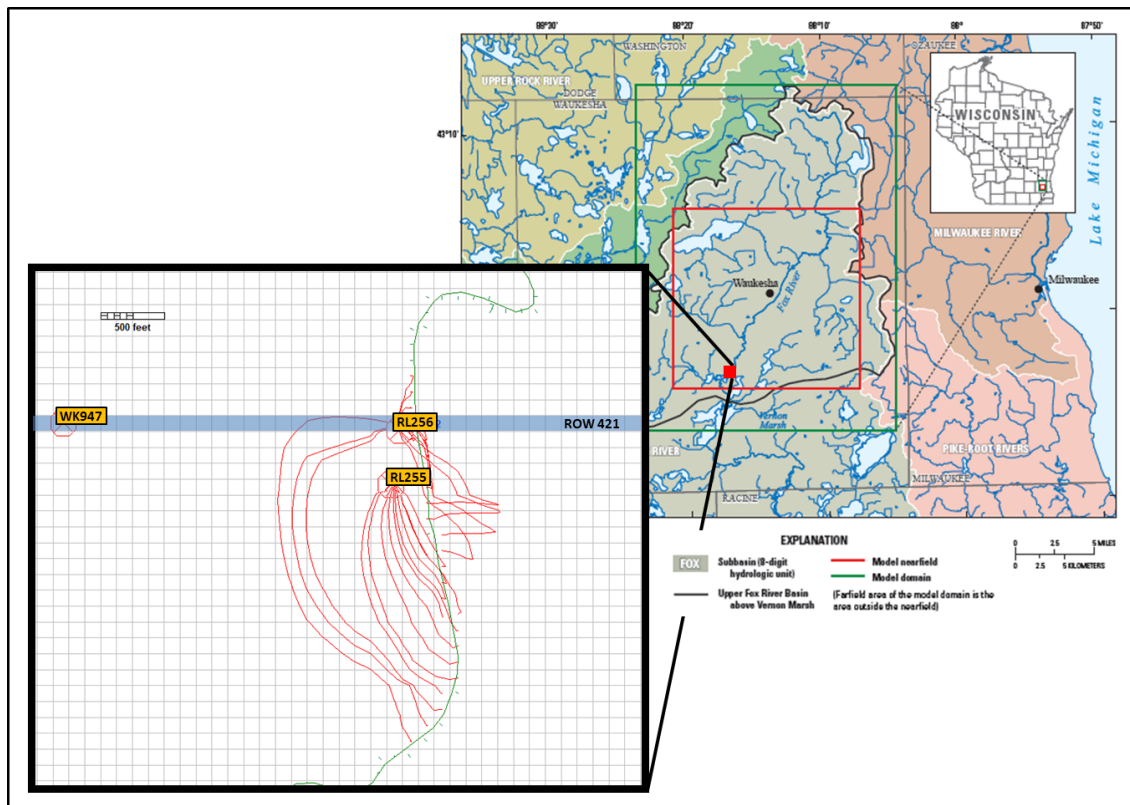 88°30'
88°20'
88°10'
88°
87°50'
WASHINGTON
OZAUKEE
UPPER ROCK RIVER
DODGE
WAUKESHA
43°10'
WISCONSIN
Lake Michigan
MILWAUKEE RIVER
Waukesha
Fox River
Milwaukee
500 feet
WK947
RL256
ROW 421
RL255
Vernon
Marsh
RIVER
PIKE-ROOT RIVERS
MILWAUKEE
RACINE
EXPLANATION
FOX
Subbasin (8-digit
hydrologic unit)
Upper Fox River Basin
above Vernon Marsh
Model nearfield
Model domain
(Farfield area of the model domain is the
area outside the nearfield)
0 2.5 5 MILES
0 2.5 5 KILOMETERS